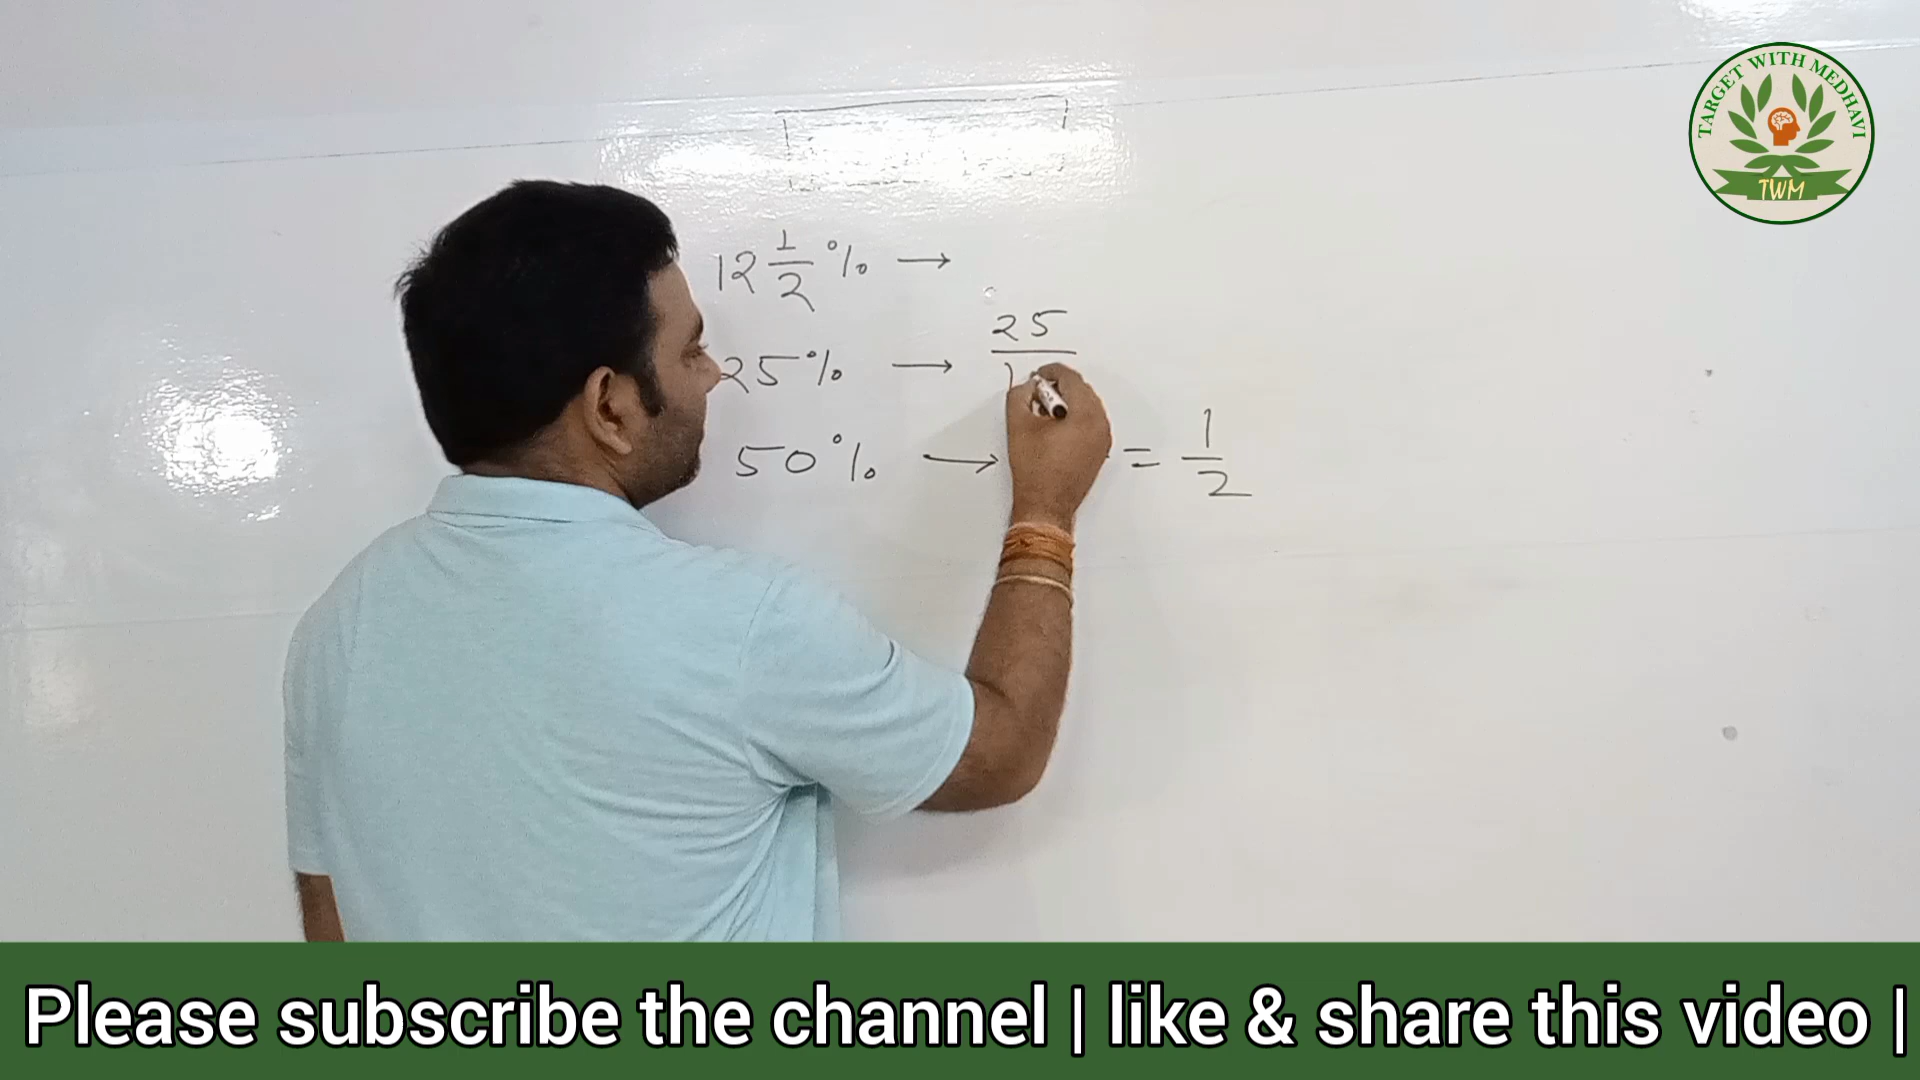 TARGET WITH MEDHAVI
TWM
12 1/2 % →
25% → 25/1
50% → = 1/2
Please subscribe the channel | like & share this video |